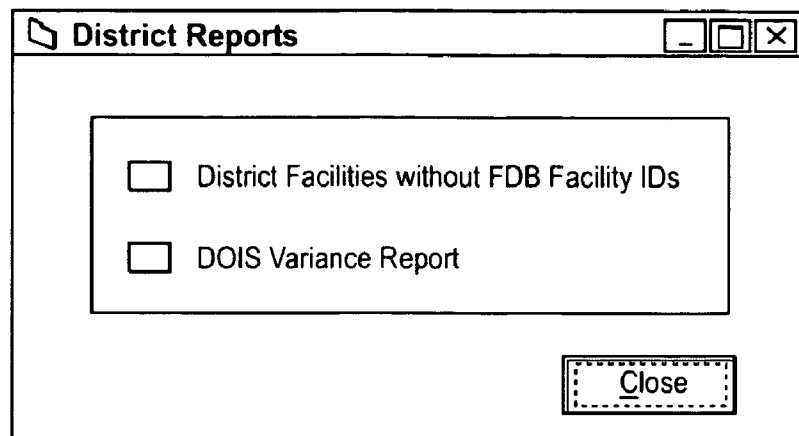 District Reports
District Facilities without FDB Facility IDs
DOIS Variance Report
Close